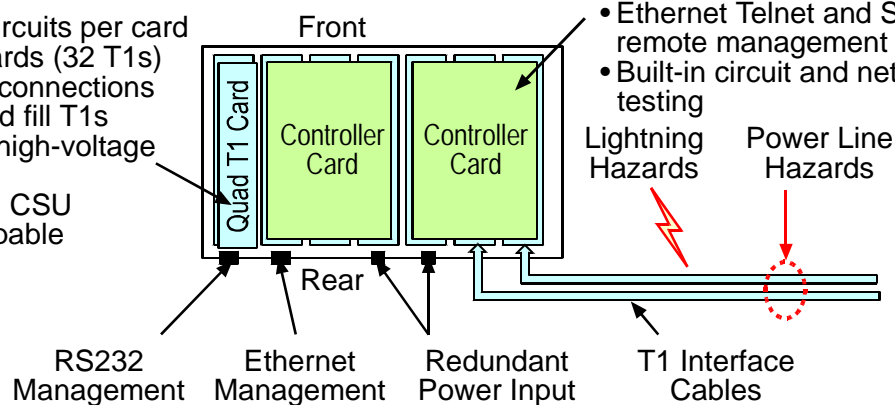 rcuits per card
ards (32 T1s)
connections
d fill T1s
high-voltage
CSU
pable
Front
• Ethernet Telnet and S
remote management
• Built-in circuit and net
testing
Quad T1 Card
Controller
Card
Controller
Card
Lightning
Hazards
Power Line
Hazards
Rear
RS232
Management
Ethernet
Management
Redundant
Power Input
T1 Interface
Cables